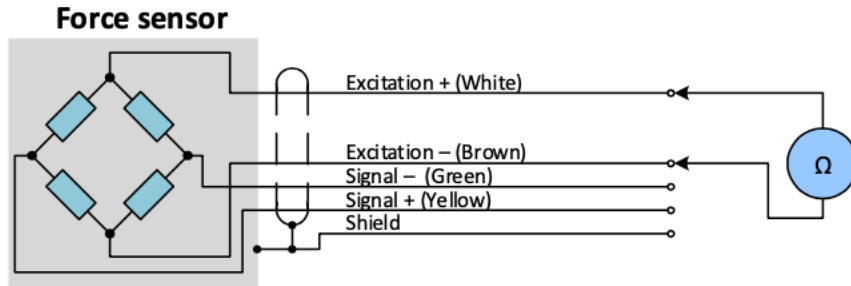 Force sensor
Excitation + (White)
Excitation – (Brown)
Signal – (Green)
Signal + (Yellow)
Shield
Ω